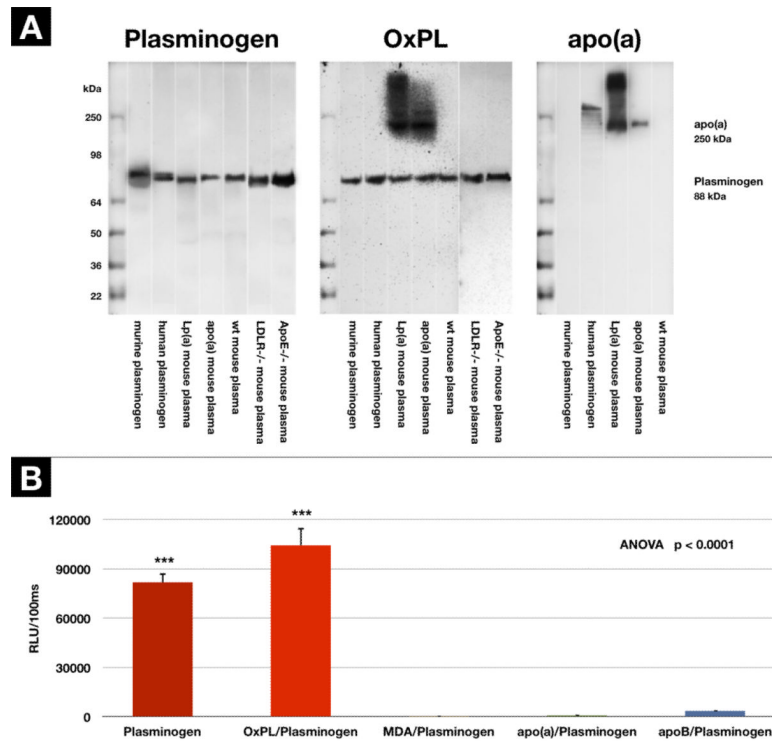 A
Plasminogen
OxPL
apo(a)
kDa
250
98
64
50
36
22
apo(a)
250 kDa
Plasminogen
88 kDa
murine plasminogen
human plasminogen
Lp(a) mouse plasma
apo(a) mouse plasma
wt mouse plasma
LDLR-/- mouse plasma
ApoE-/- mouse plasma
murine plasminogen
human plasminogen
Lp(a) mouse plasma
apo(a) mouse plasma
wt mouse plasma
LDLR-/- mouse plasma
ApoE-/- mouse plasma
murine plasminogen
human plasminogen
Lp(a) mouse plasma
apo(a) mouse plasma
wt mouse plasma
B
RLU/100ms
120000
90000
60000
30000
0
***
***
ANOVA p < 0.0001
Plasminogen
OxPL/Plasminogen
MDA/Plasminogen
apo(a)/Plasminogen
apoB/Plasminogen